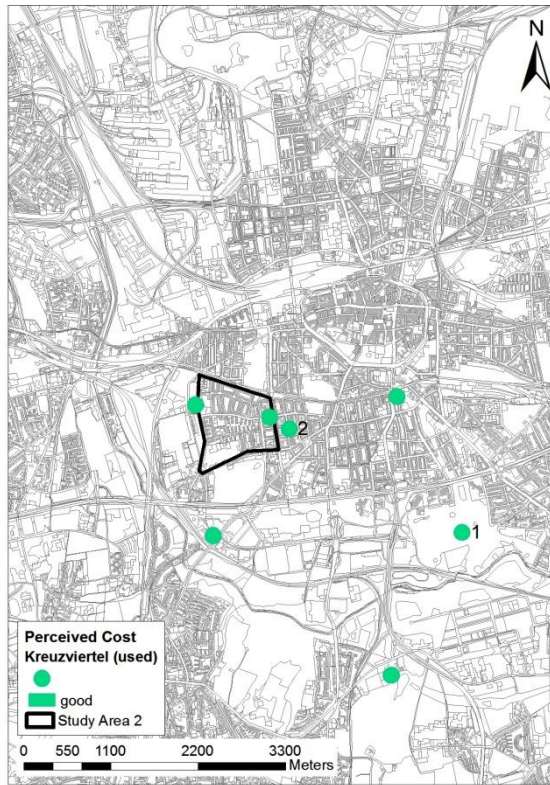 N
2
1
Perceived Cost
Kreuzviertel (used)
good
Study Area 2
0 550 1100 2200 3300
Meters